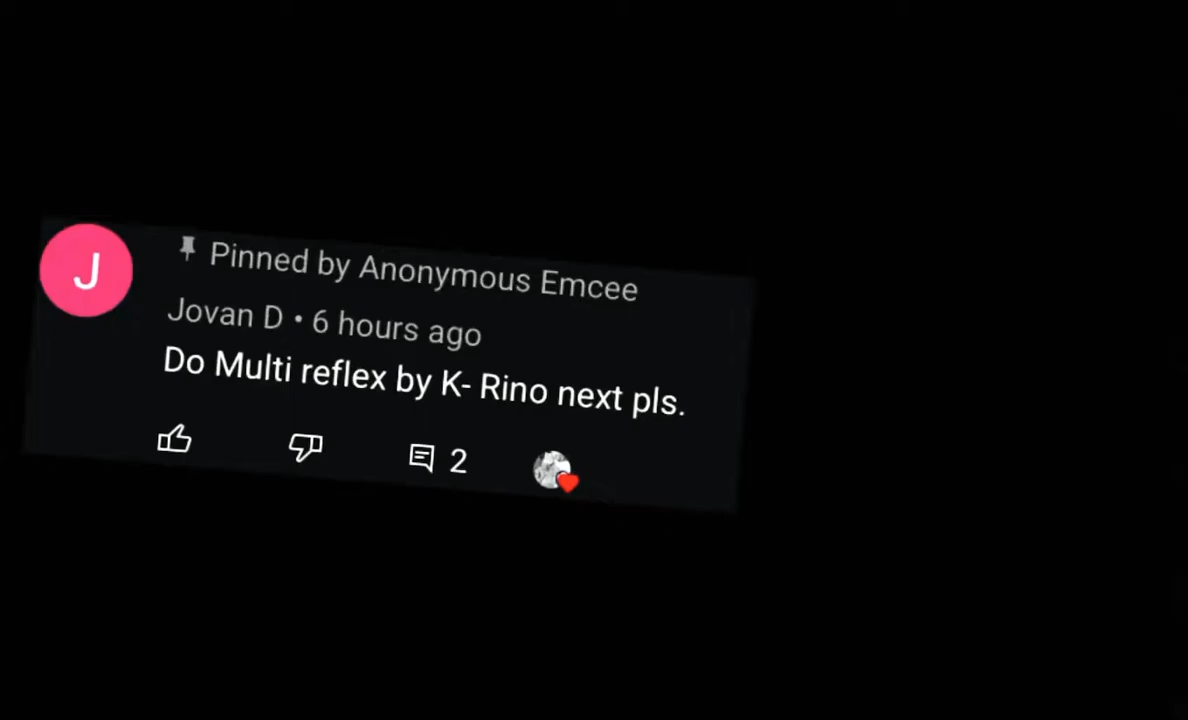 J
Pinned by Anonymous Emcee
Jovan D • 6 hours ago
Do Multi reflex by K- Rino next pls.
2